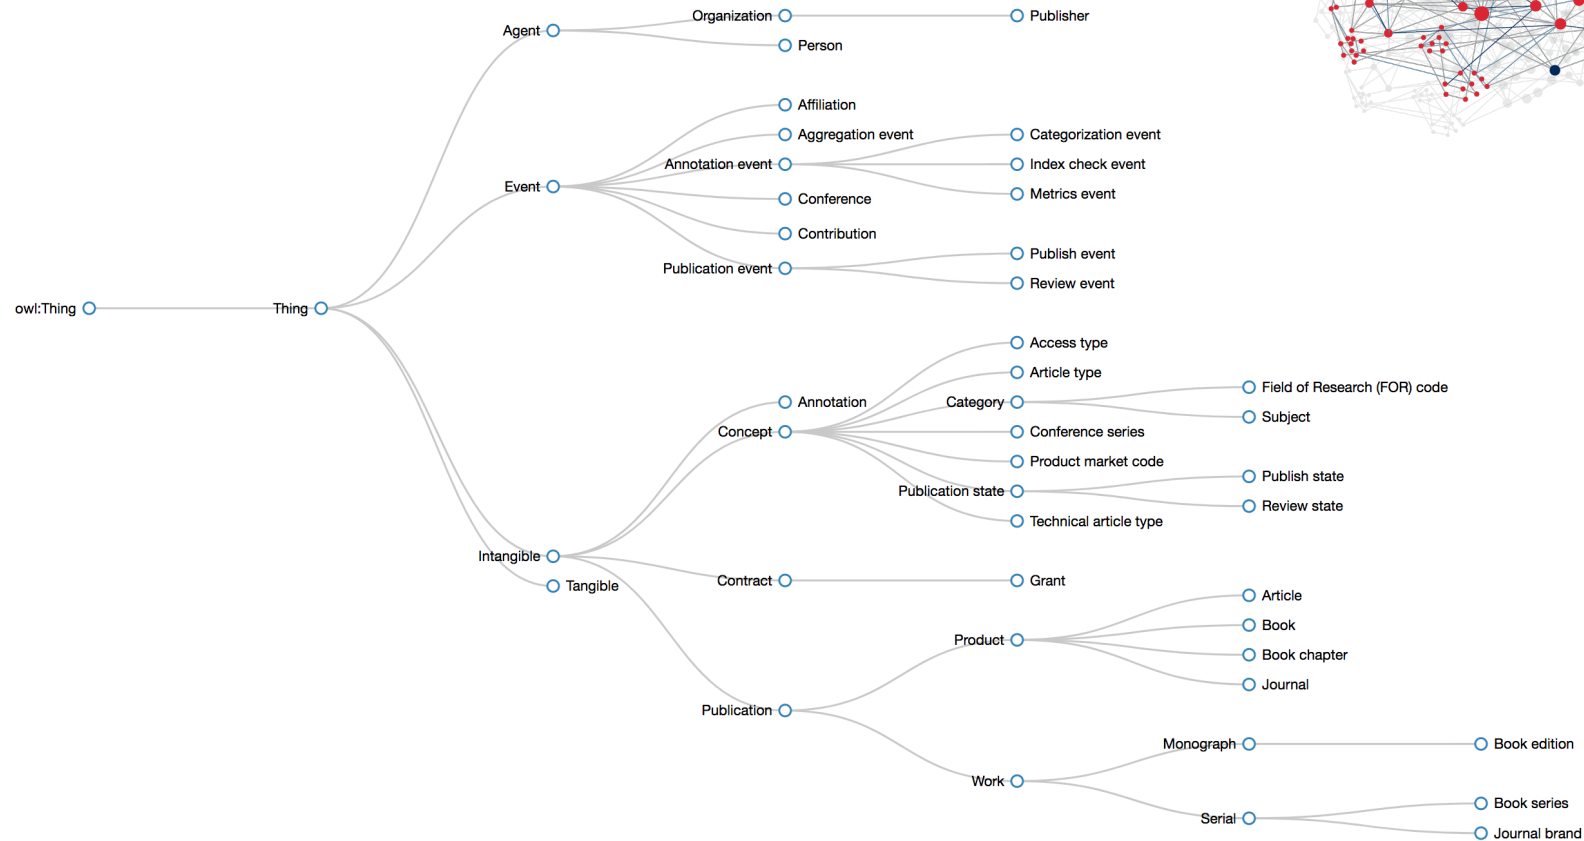 Organization
Publisher
Agent
Person
Affiliation
Aggregation event
Categorization event
Annotation event
Index check event
Event
Metrics event
Conference
Contribution
Publish event
Publication event
Review event
owl:Thing
Thing
Access type
Article type
Field of Research (FOR) code
Annotation
Category
Subject
Concept
Conference series
Product market code
Publish state
Publication state
Review state
Technical article type
Intangible
Tangible
Contract
Grant
Article
Book
Product
Book chapter
Journal
Publication
Monograph
Book edition
Work
Book series
Serial
Journal brand